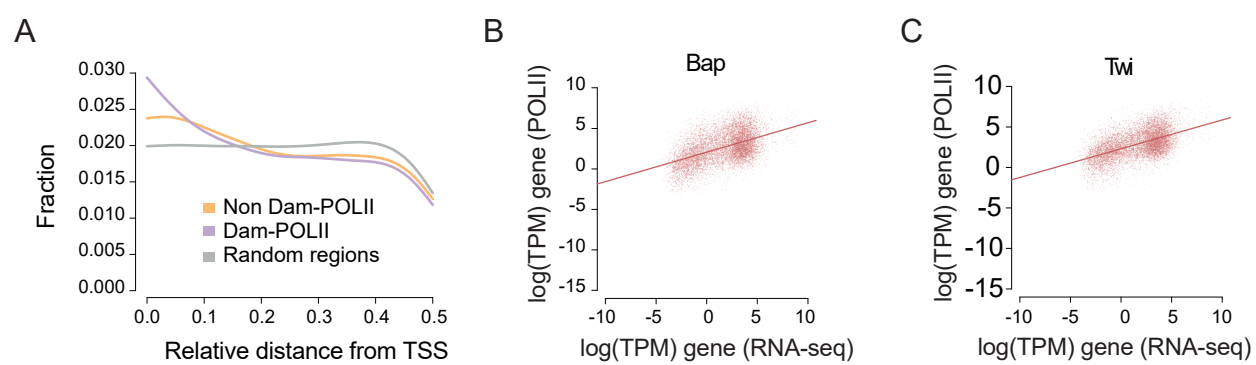 A
Fraction
0.030
0.025
0.020
0.015
0.010
0.005
0.000
Non Dam-POLII
Dam-POLII
Random regions
0.0 0.1 0.2 0.3 0.4 0.5
Relative distance from TSS
B
Bap
log(TPM) gene (POLII)
10
5
0
-5
-10
-15
-10 -5 0 5 10
log(TPM) gene (RNA-seq)
C
Twi
log(TPM) gene (POLII)
10
5
0
-5
-10
-15
-10 -5 0 5 10
log(TPM) gene (RNA-seq)